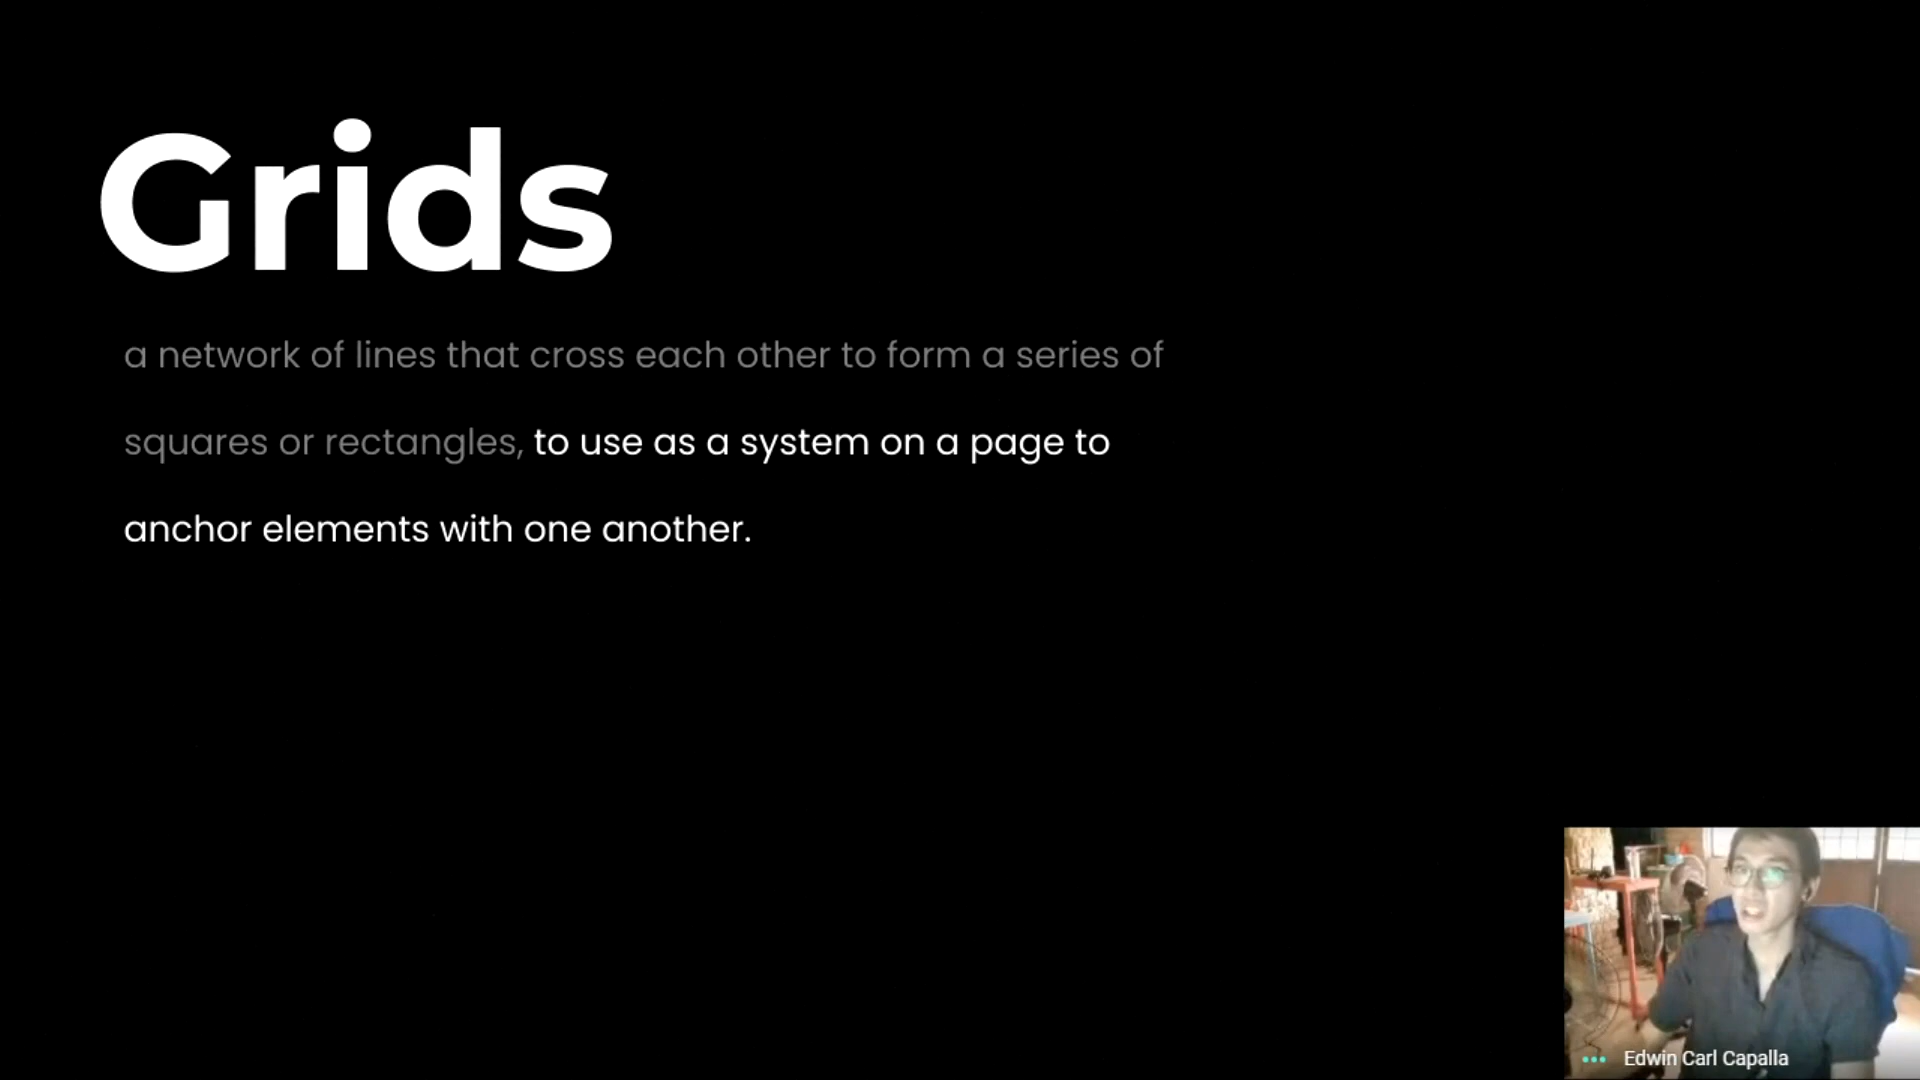 Grids
a network of lines that cross each other to form a series of
squares or rectangles, to use as a system on a page to
anchor elements with one another.
Edwin Carl Capalla